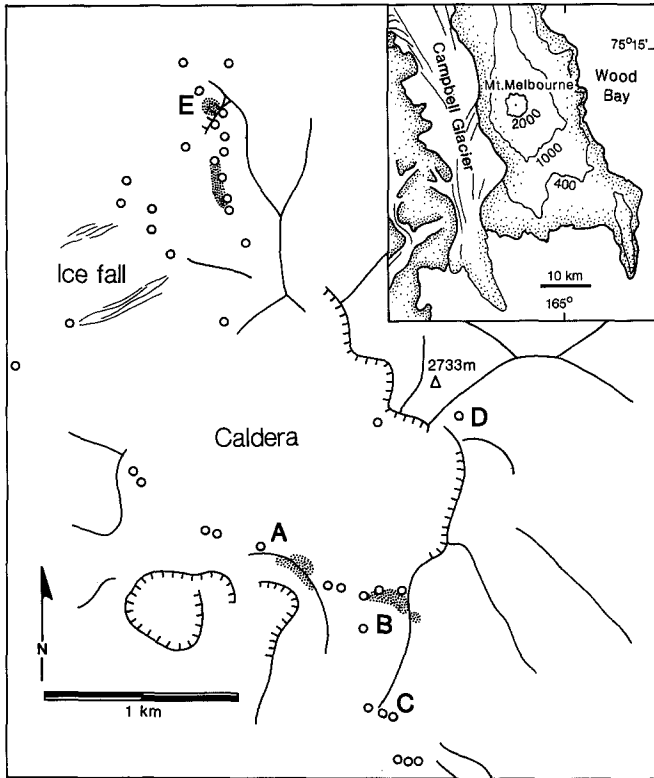 75°15'
Wood
Bay
Campbell Glacier
Mt.Melbourne
2000
1000
400
10 km
165°
E
Ice fall
2733m
D
Caldera
A
B
N
C
1 km